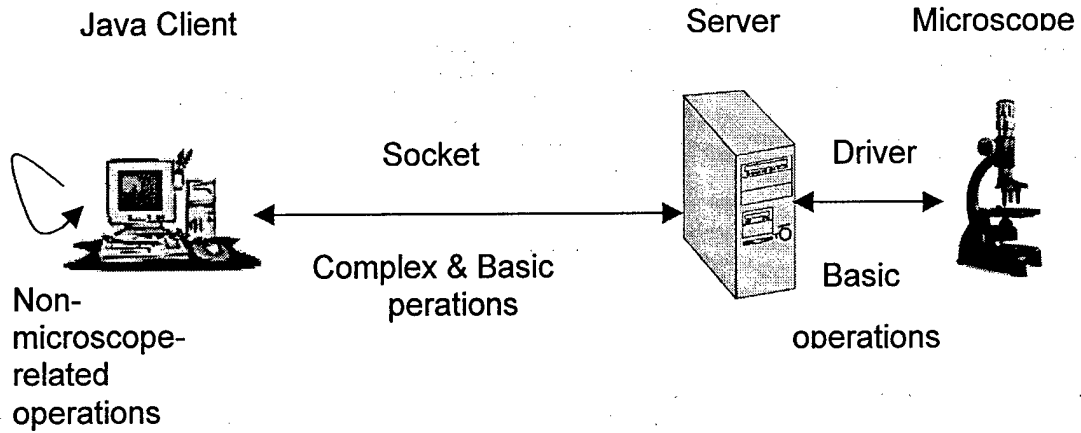 Java Client
Server
Microscope
Socket
Driver
Complex & Basic
perations
Basic
operations
Non-
microscope-
related
operations